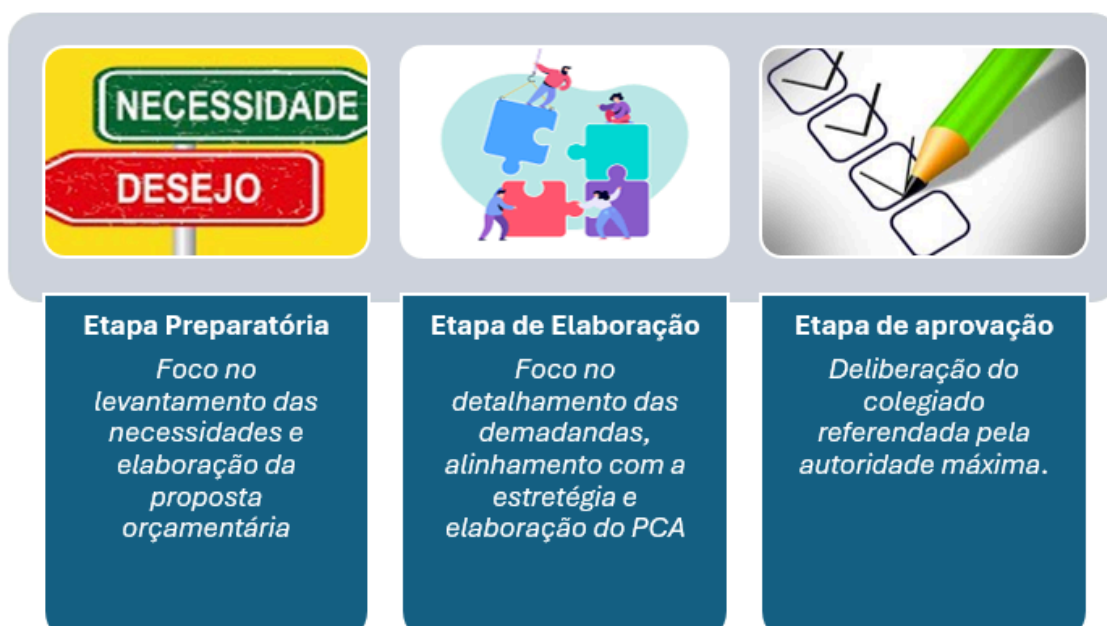 NECESSIDADE
DESEJO
Etapa Preparatória
Foco no
levantamento das
necessidades e
elaboração da
proposta
orçamentária
Etapa de Elaboração
Foco no
detalhamento das
demadandas,
alinhamento com a
estretégia e
elaboração do PCA
Etapa de aprovação
Deliberação do
colegiado
referendada pela
autoridade máxima.